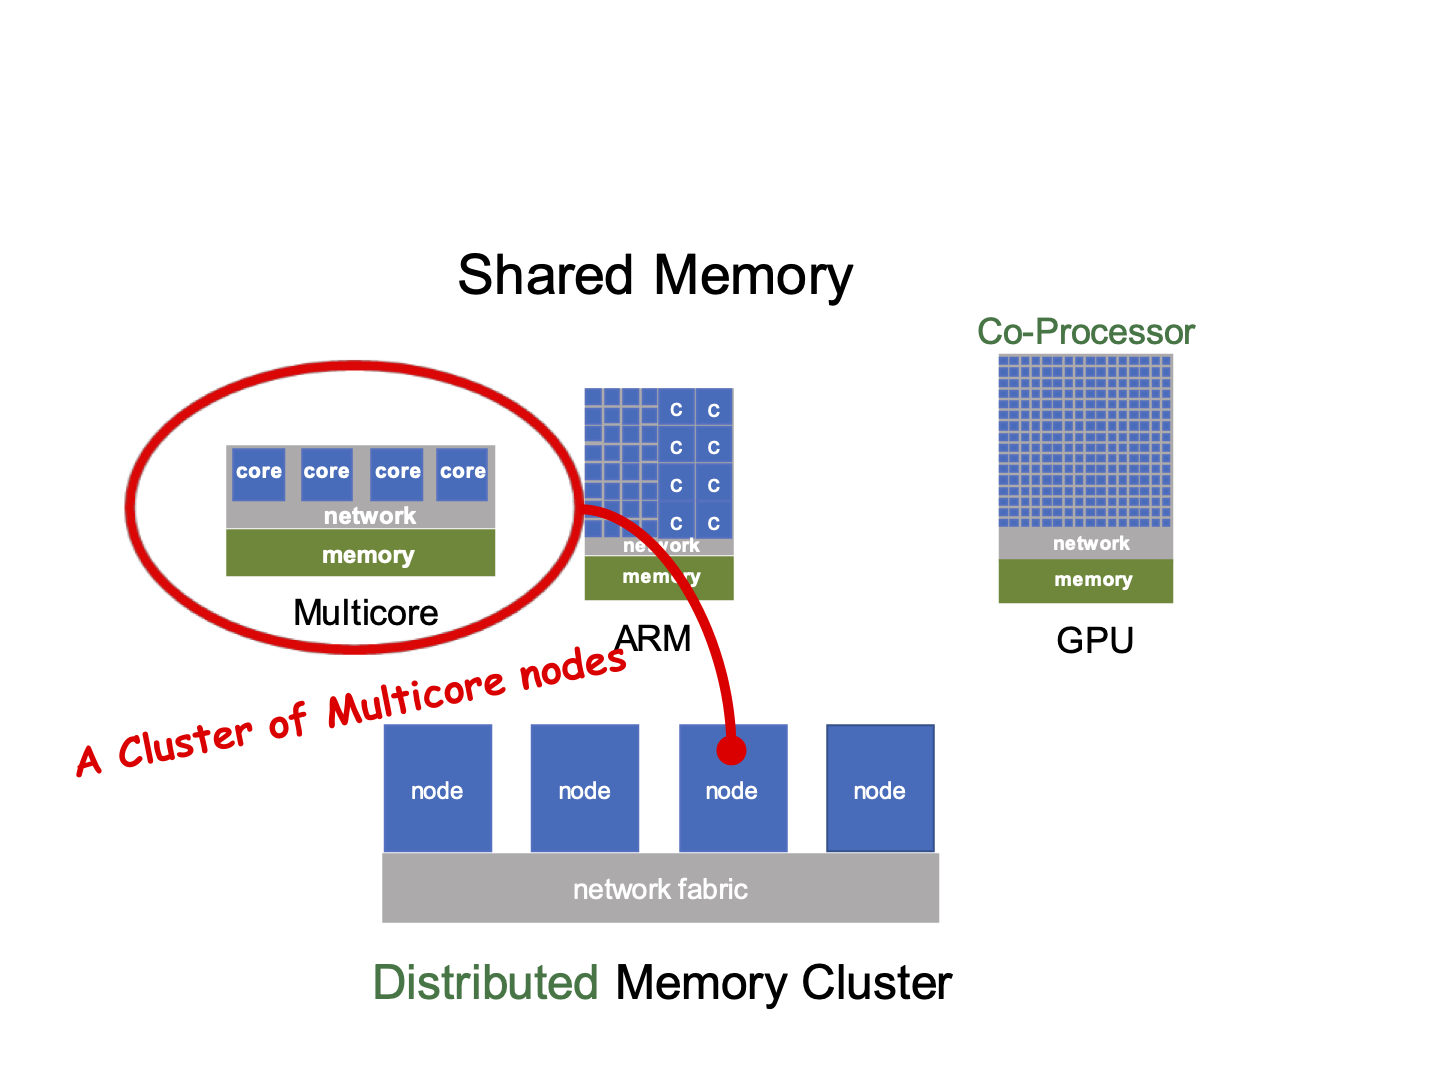 Shared Memory
Co-Processor
core core core core
network
memory
Multicore
C C
C C
C C
C C
network
memory
ARM
network
memory
GPU
A Cluster of Multicore nodes
node node node node
network fabric
Distributed Memory Cluster